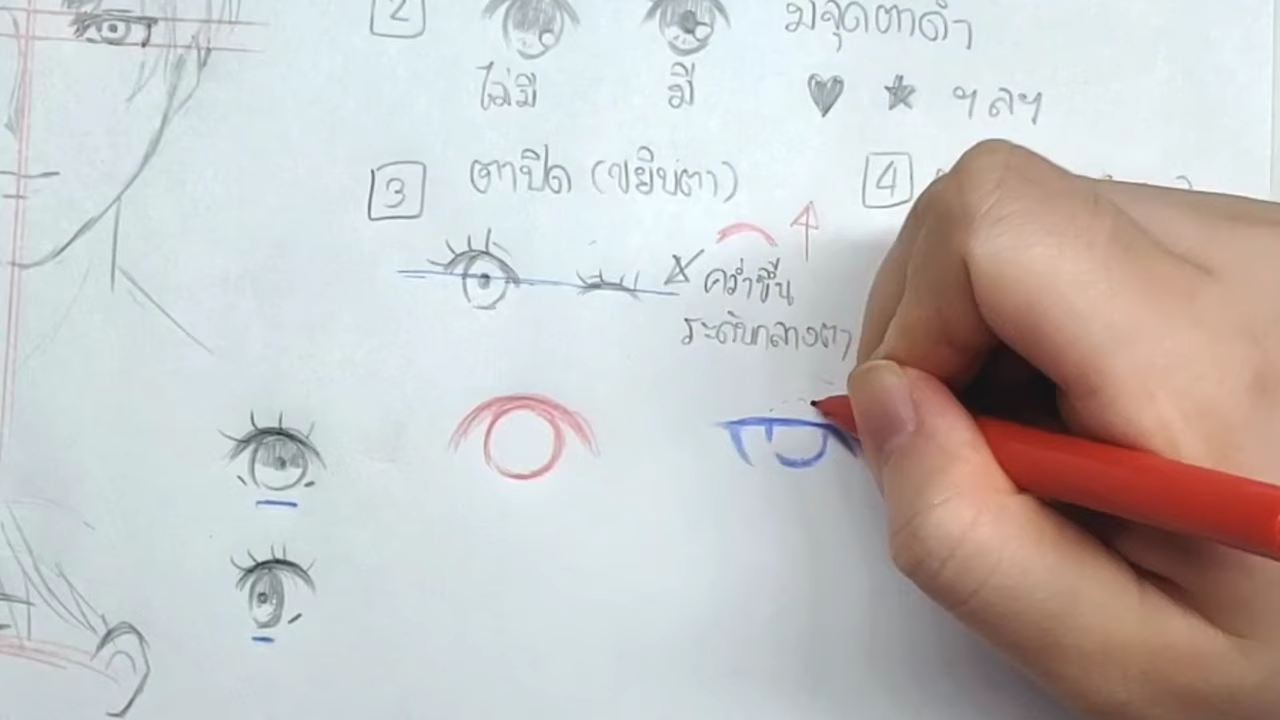 2
มีจุดตาดำ
ไม่มี มี ฯลฯ
3 ตาปิด (ขยิบตา)
4
คว่ำขึ้น
ระดับกลางตา